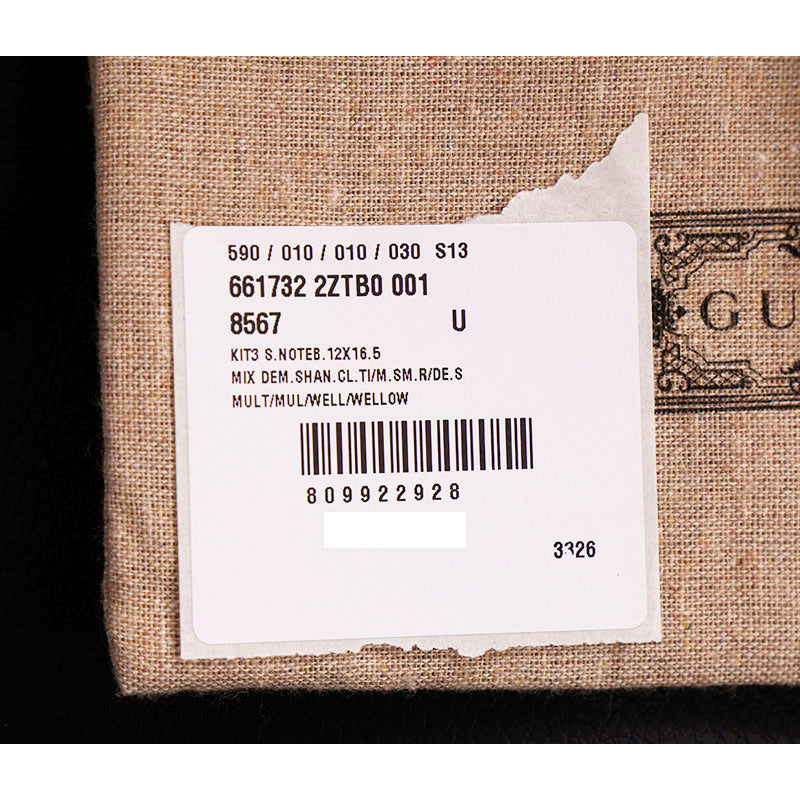 590 / 010 / 010 / 030 S13
661732 2ZTB0 001
8567 U
KIT3 S.NOTEB.12X16.5
MIX DEM.SHAN.CL.TI/M.SM.R/DE.S
MULT/MUL/WELL/WELLOW
809922928
3326
GU